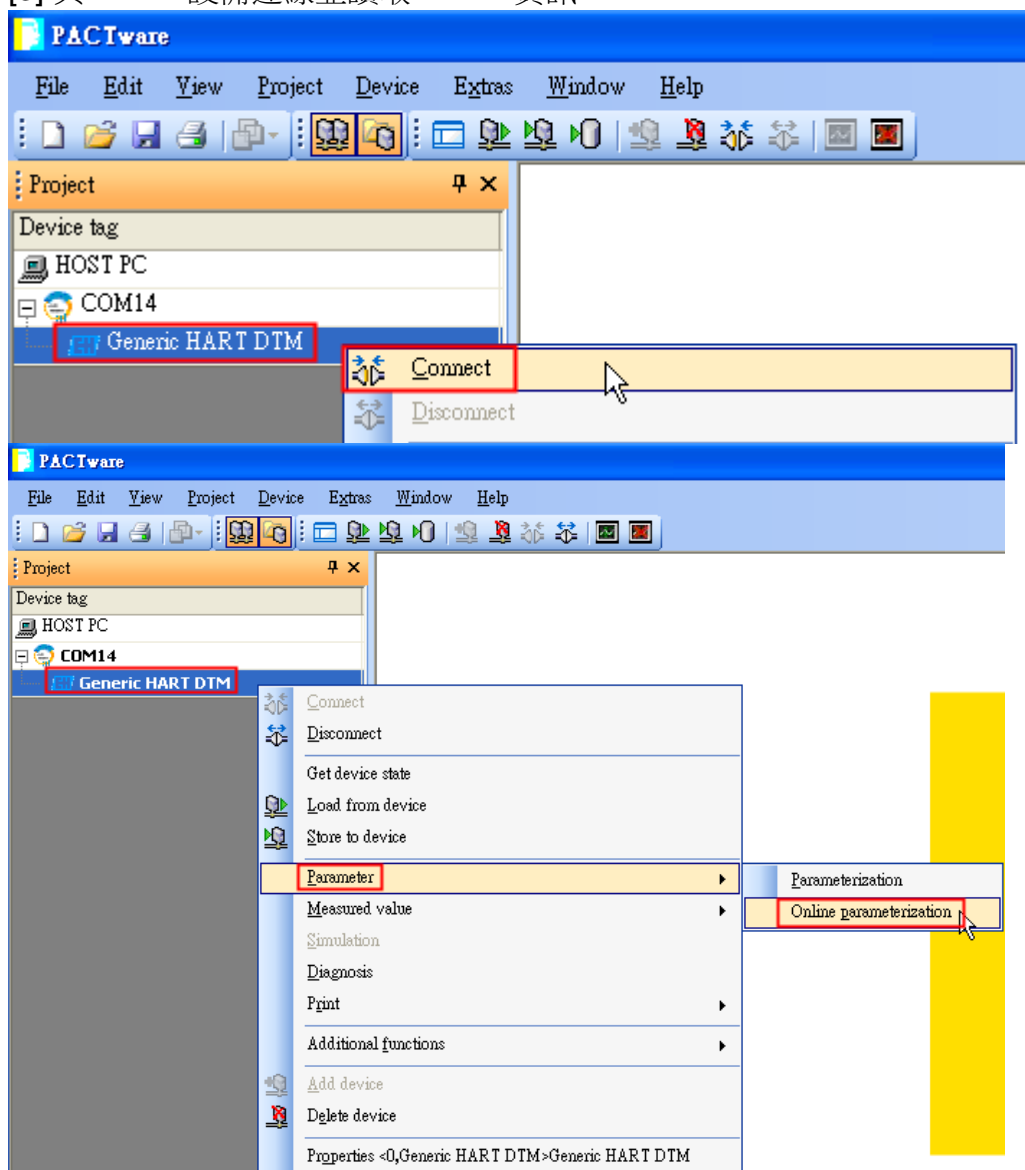 PACTware
File Edit View Project Device Extras Window Help
Project
Device tag
HOST PC
COM14
Generic HART DTM
Connect
Disconnect
PACTware
File Edit View Project Device Extras Window Help
Project
Device tag
HOST PC
COM14
Generic HART DTM
Connect
Disconnect
Get device state
Load from device
Store to device
Parameter
Parameterization
Measured value
Online parameterization
Simulation
Diagnosis
Print
Additional functions
Add device
Delete device
Properties <0,Generic HART DTM>Generic HART DTM